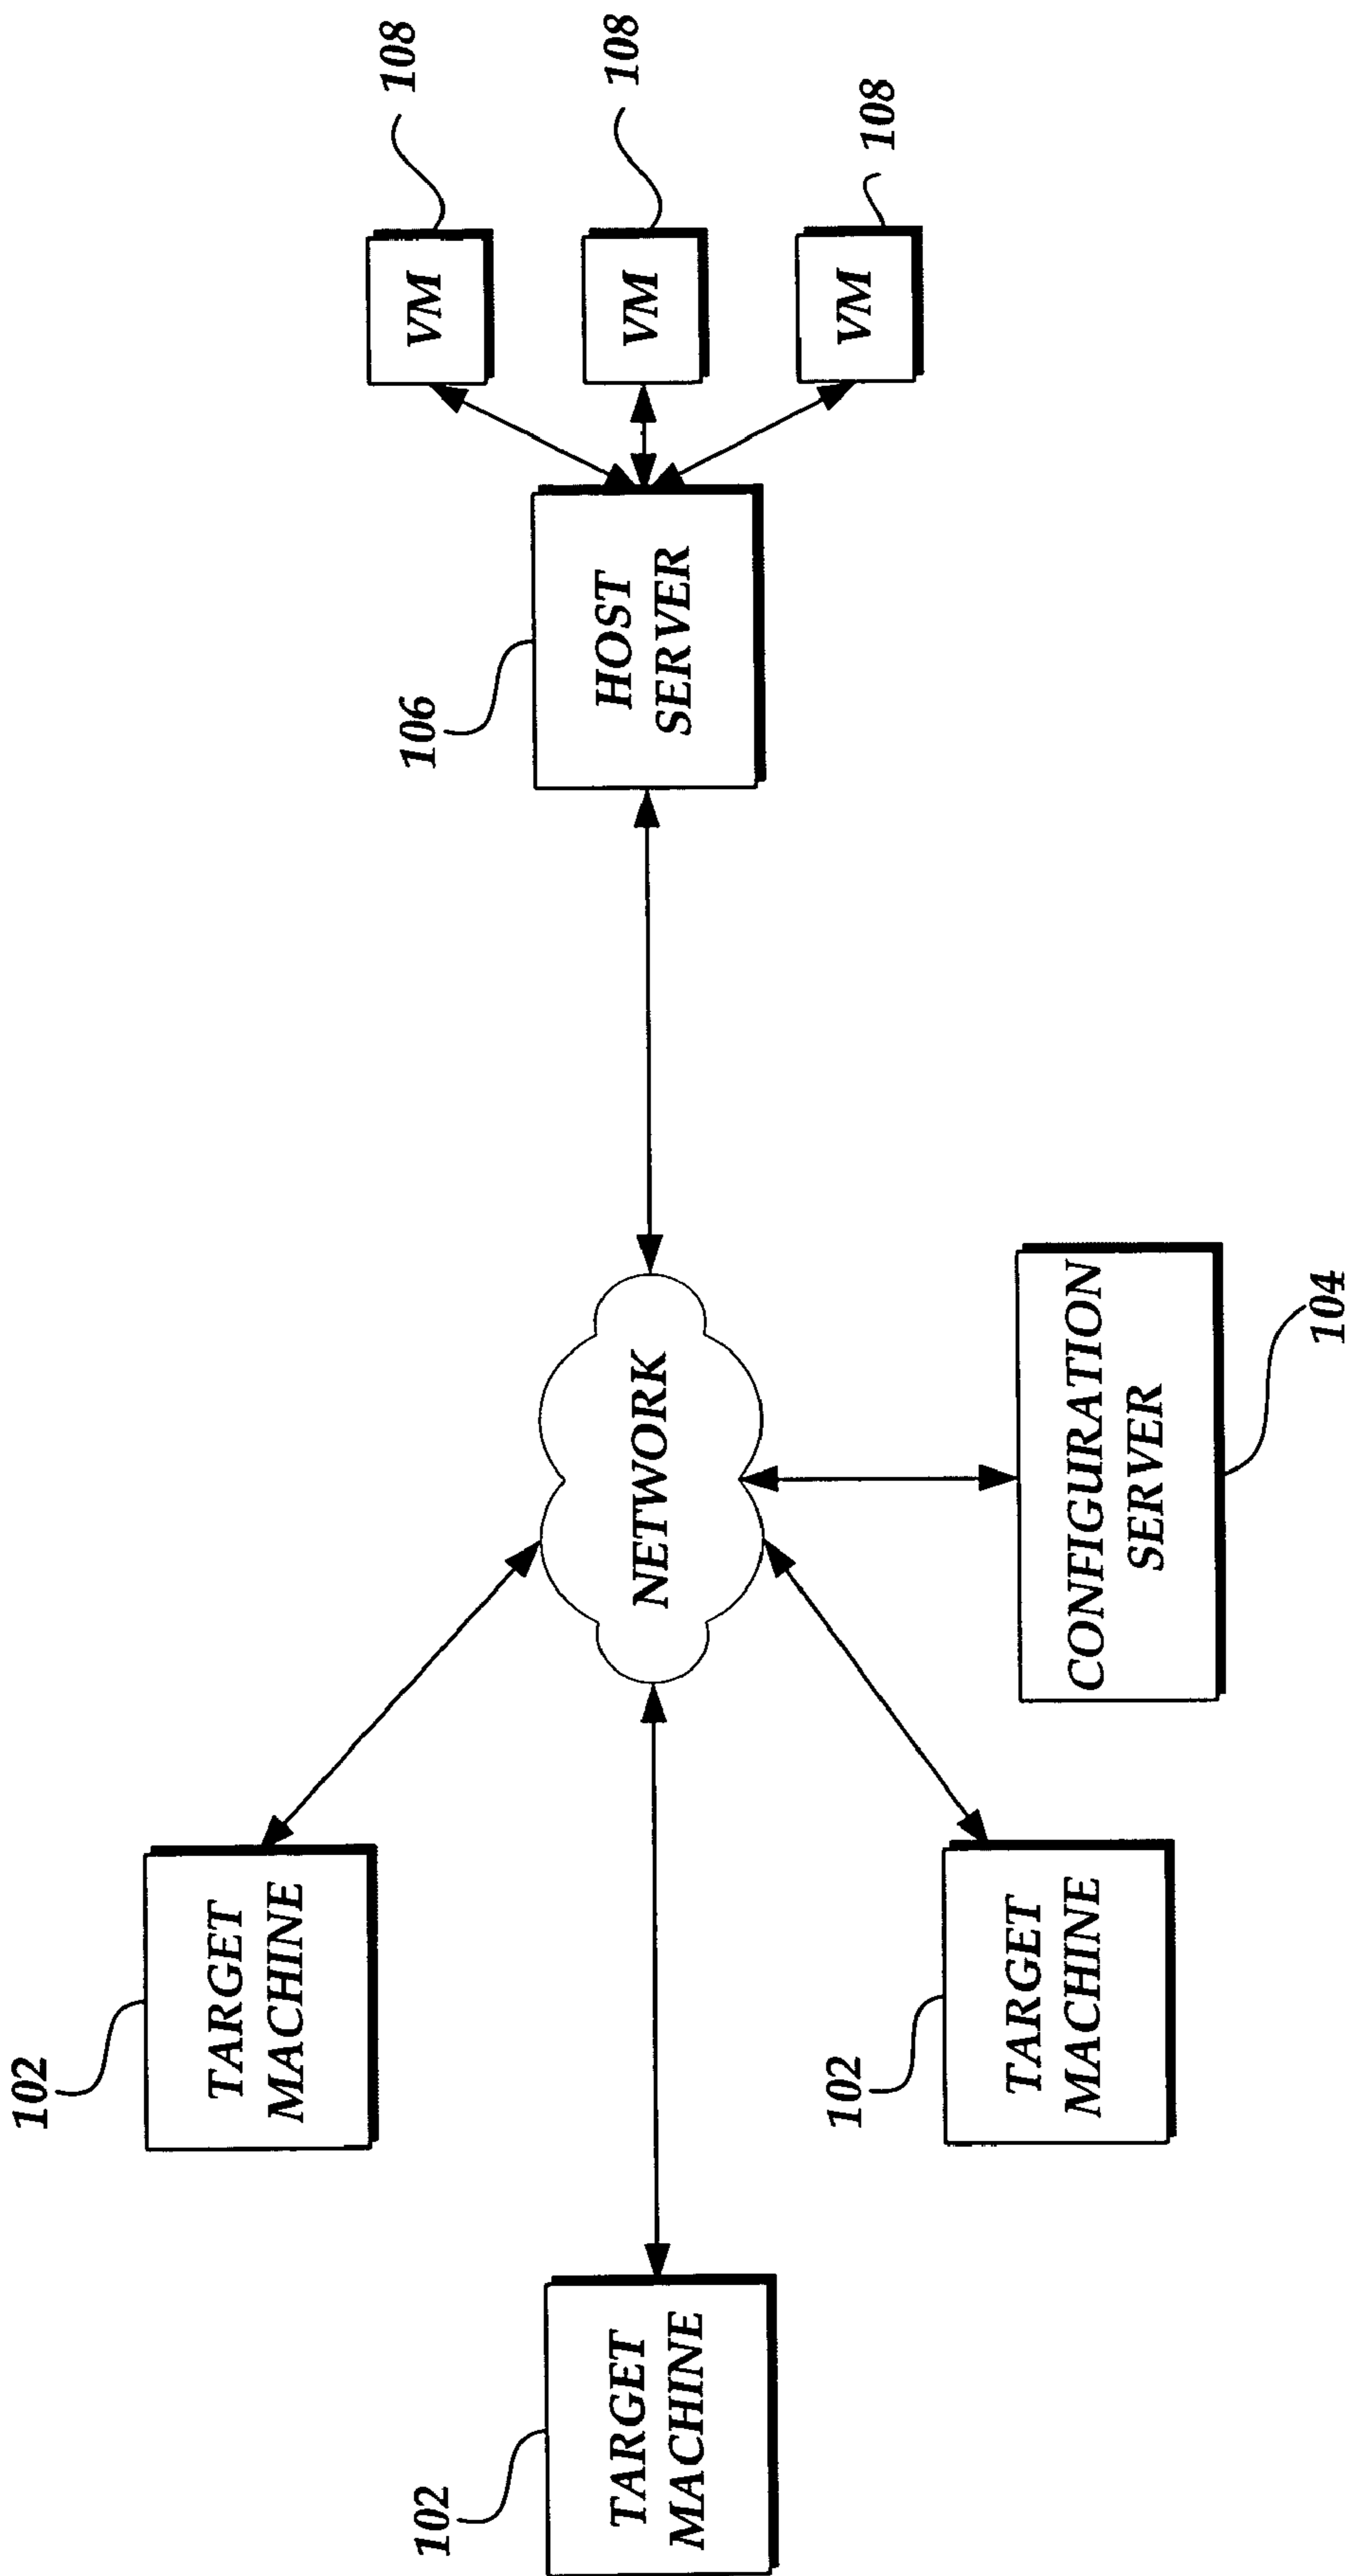 102
TARGET
MACHINE
102
TARGET
MACHINE
102
TARGET
MACHINE
NETWORK
CONFIGURATION
SERVER
104
106
HOST
SERVER
VM
108
VM
108
VM
108